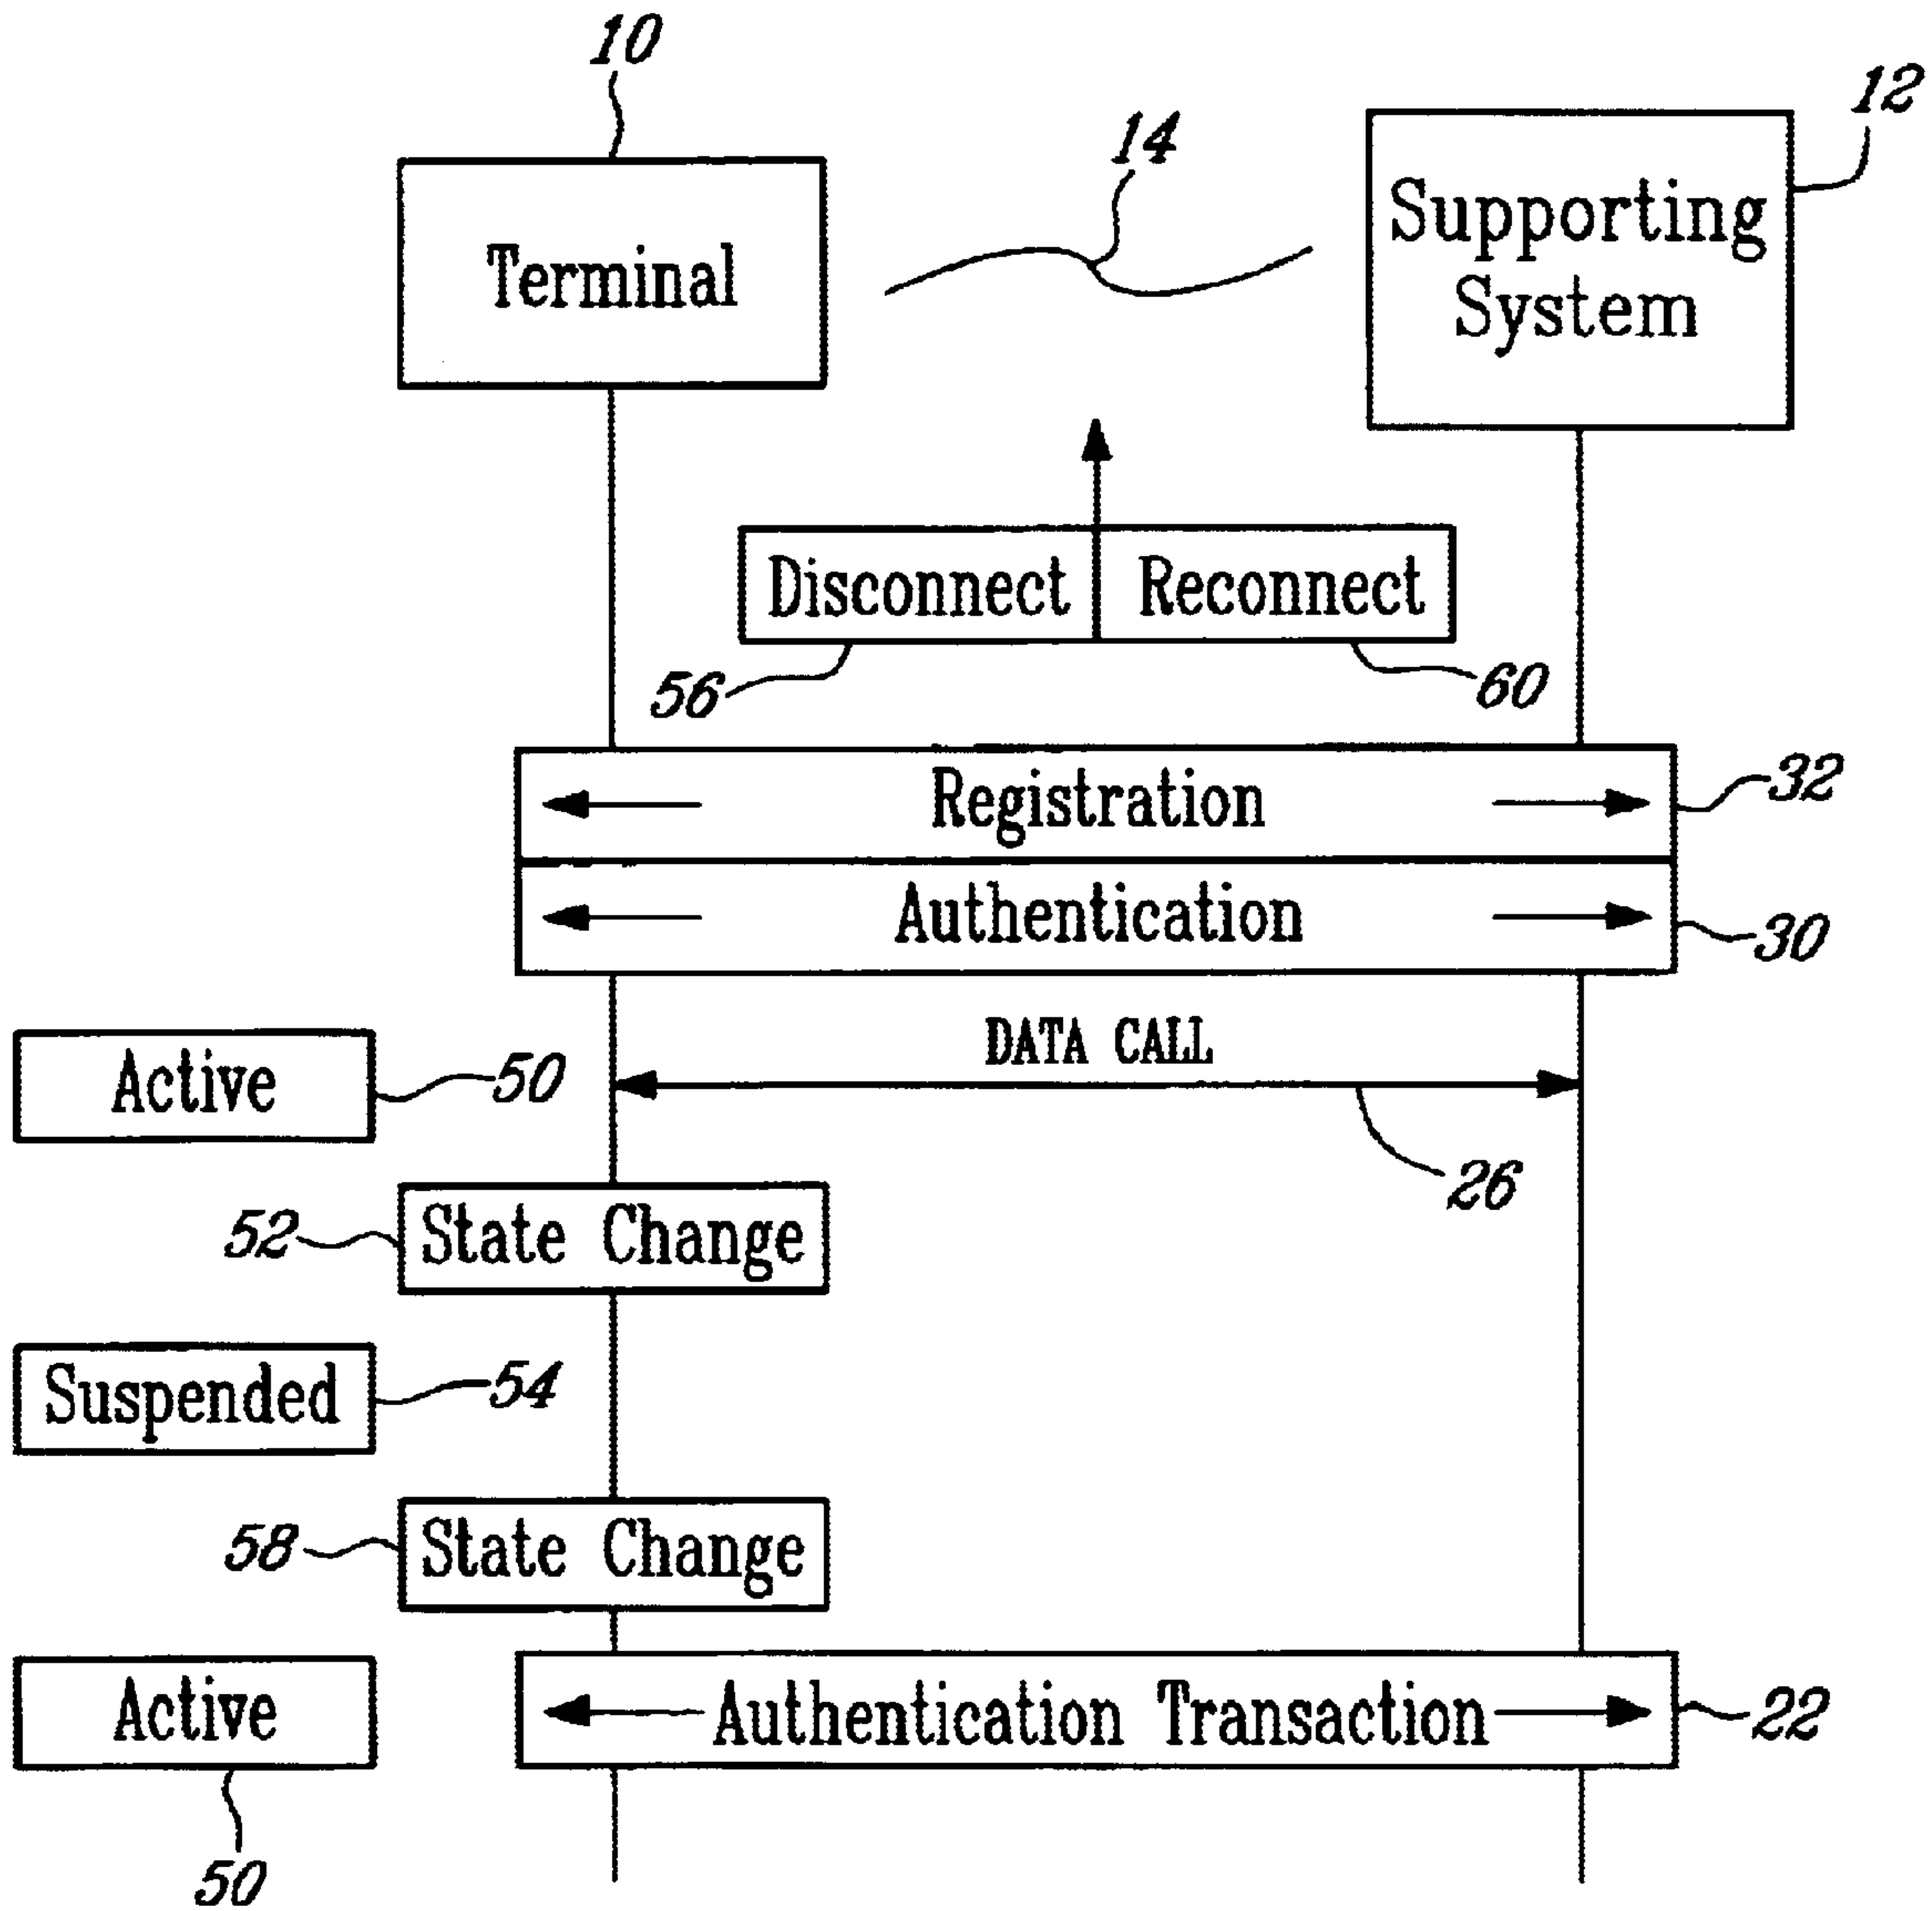 10
12
14
Terminal
Supporting
System
Disconnect Reconnect
56
60
Registration
32
Authentication
30
DATA CALL
Active
50
26
State Change
52
Suspended
54
State Change
58
Active
Authentication Transaction
22
50